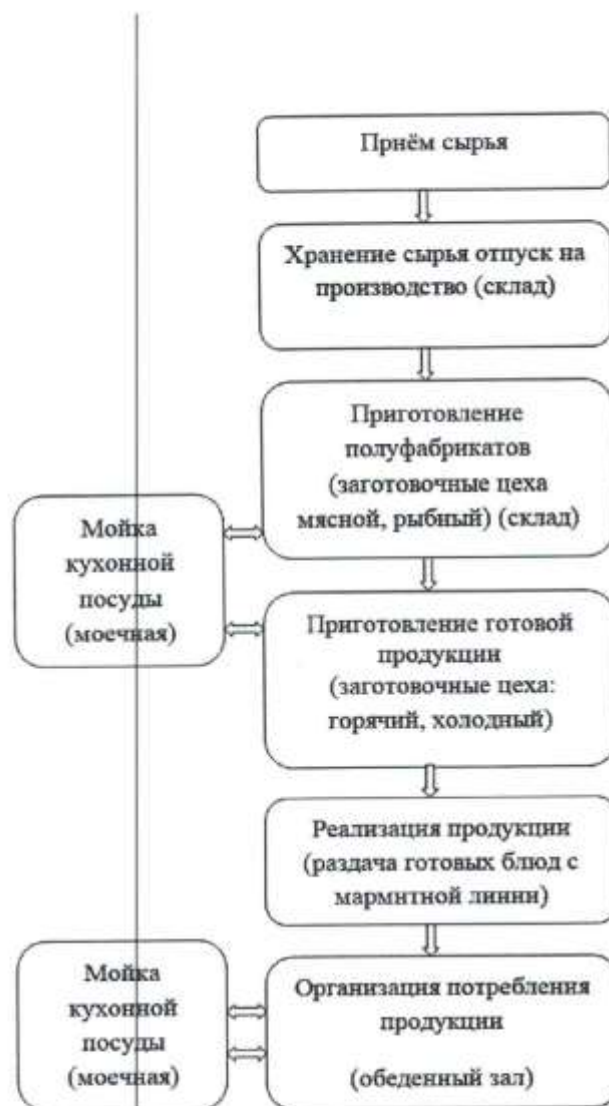 Приём сырья
Хранение сырья отпуск на
производство (склад)
Приготовление
полуфабрикатов
(заготовочные цеха
мясной, рыбный) (склад)
Мойка
кухонной
посуды
(моечная)
Приготовление готовой
продукции
(заготовочные цеха:
горячий, холодный)
Реализация продукции
(раздача готовых блюд с
мармитной линии)
Мойка
кухонной
посуды
(моечная)
Организация потребления
продукции
(обеденный зал)